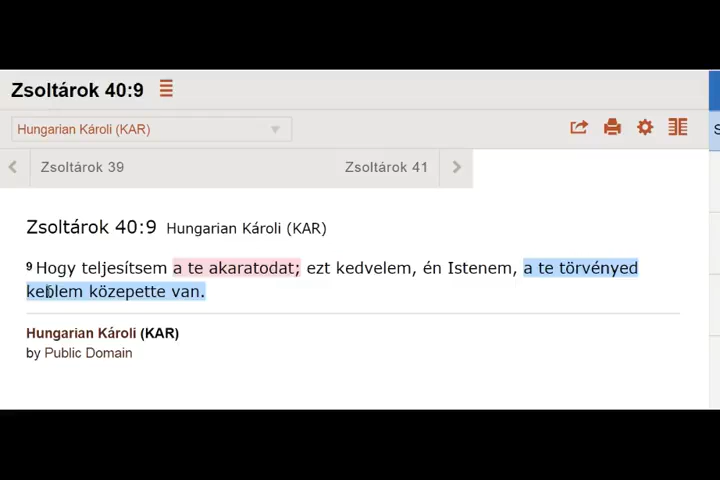 Zsoltárok 40:9
Hungarian Károli (KAR)
Zsoltárok 39
Zsoltárok 41
Zsoltárok 40:9 Hungarian Károli (KAR)
9 Hogy teljesítsem a te akaratodat; ezt kedvelem, én Istenem, a te törvényed
keblem közepette van.
Hungarian Károli (KAR)
by Public Domain
S